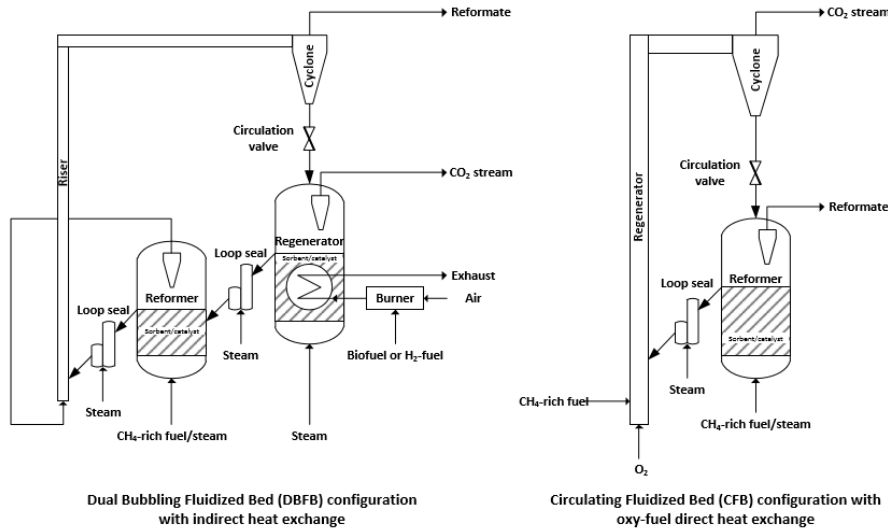 Reformate
Cyclone
Circulation
valve
Riser
CO₂ stream
Regenerator
Sorbent/catalyst
Loop seal
Exhaust
Burner
Air
Reformer
Sorbent/catalyst
Loop seal
Steam
Biofuel or H₂-fuel
Steam
CH₄-rich fuel/steam
Steam
Dual Bubbling Fluidized Bed (DBFB) configuration
with indirect heat exchange
CO₂ stream
Cyclone
Circulation
valve
Regenerator
Reformate
Reformer
Loop seal
Sorbent/catalyst
Steam
CH₄-rich fuel
CH₄-rich fuel/steam
O₂
Circulating Fluidized Bed (CFB) configuration with
oxy-fuel direct heat exchange